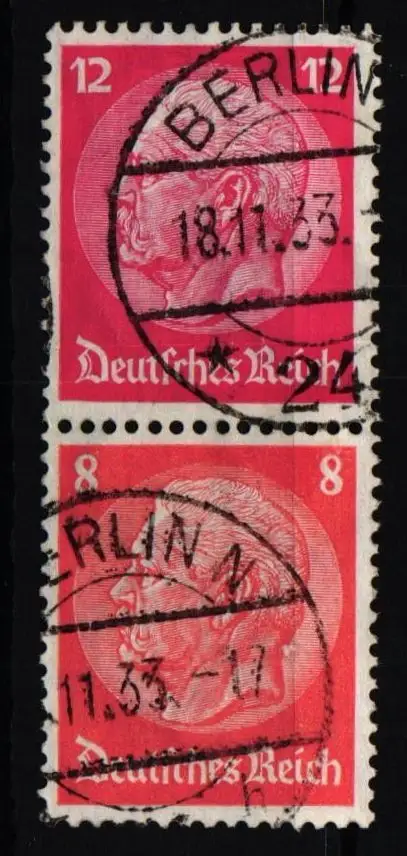 12 12
BERLIN
18.11.33.-
* 24
Deutsches Reich
8 8
ERLIN N
.11.33.-17
Deutsches Reich
h